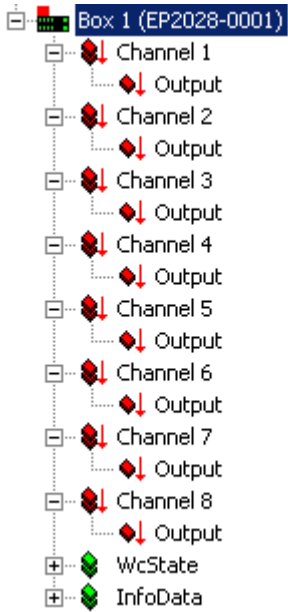 Box 1 (EP2028-0001)
Channel 1
Output
Channel 2
Output
Channel 3
Output
Channel 4
Output
Channel 5
Output
Channel 6
Output
Channel 7
Output
Channel 8
Output
WcState
InfoData